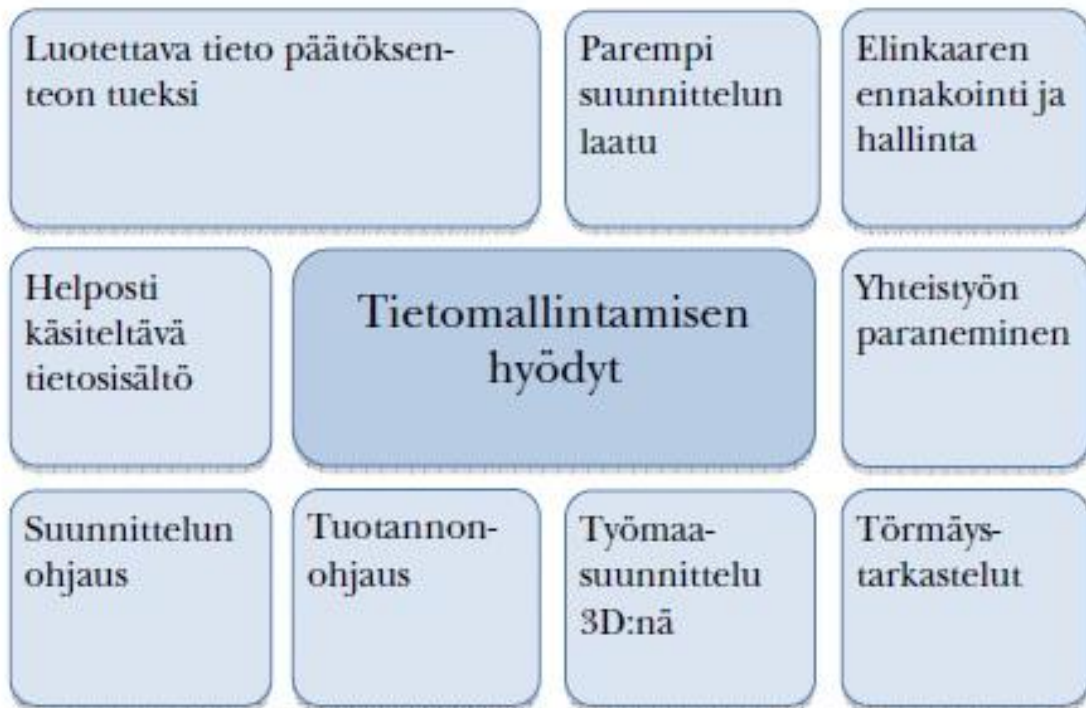 Luotettava tieto päätöksen-
teon tueksi
Parempi
suunnittelun
laatu
Elinkaaren
ennakointi ja
hallinta
Helposti
käsiteltävä
tietosisältö
Tietomallintamisen
hyödyt
Yhteistyön
paraneminen
Suunnittelun
ohjaus
Tuotannon-
ohjaus
Työmaa-
suunnittelu
3D:nä
Törmäys-
tarkastelut